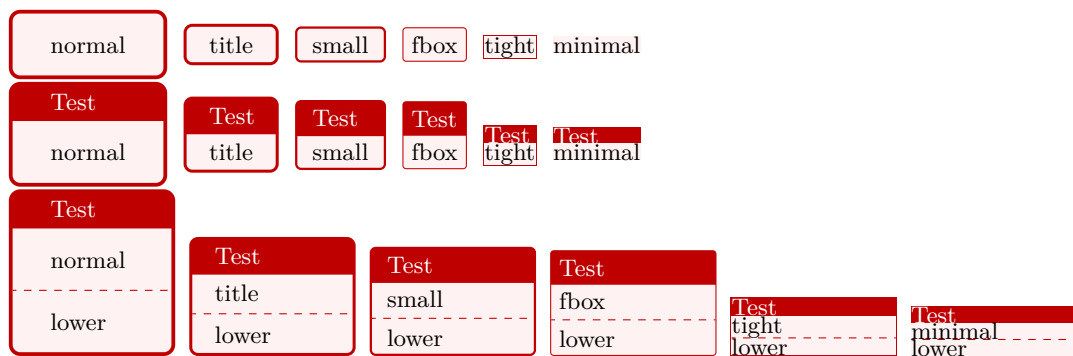 normal title small fbox tight minimal
Test Test Test Test Test Test
normal title small fbox tight minimal
Test
normal
lower
Test
title
lower
Test
small
lower
Test
fbox
lower
Test
tight
lower
Test
minimal
lower